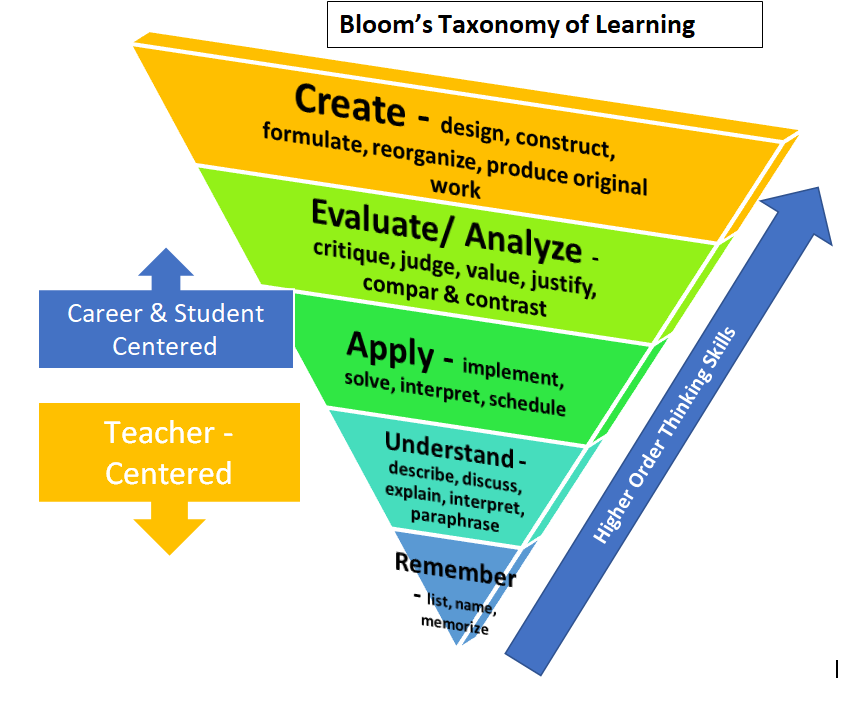 Bloom's Taxonomy of Learning
Create - design, construct,
formulate, reorganize, produce original
work
Evaluate/ Analyze -
critique, judge, value, justify,
compar & contrast
Apply - implement,
solve, interpret, schedule
Understand -
describe, discuss,
explain, interpret,
paraphrase
Remember
- list, name,
memorize
Career & Student
Centered
Teacher -
Centered
Higher Order Thinking Skills